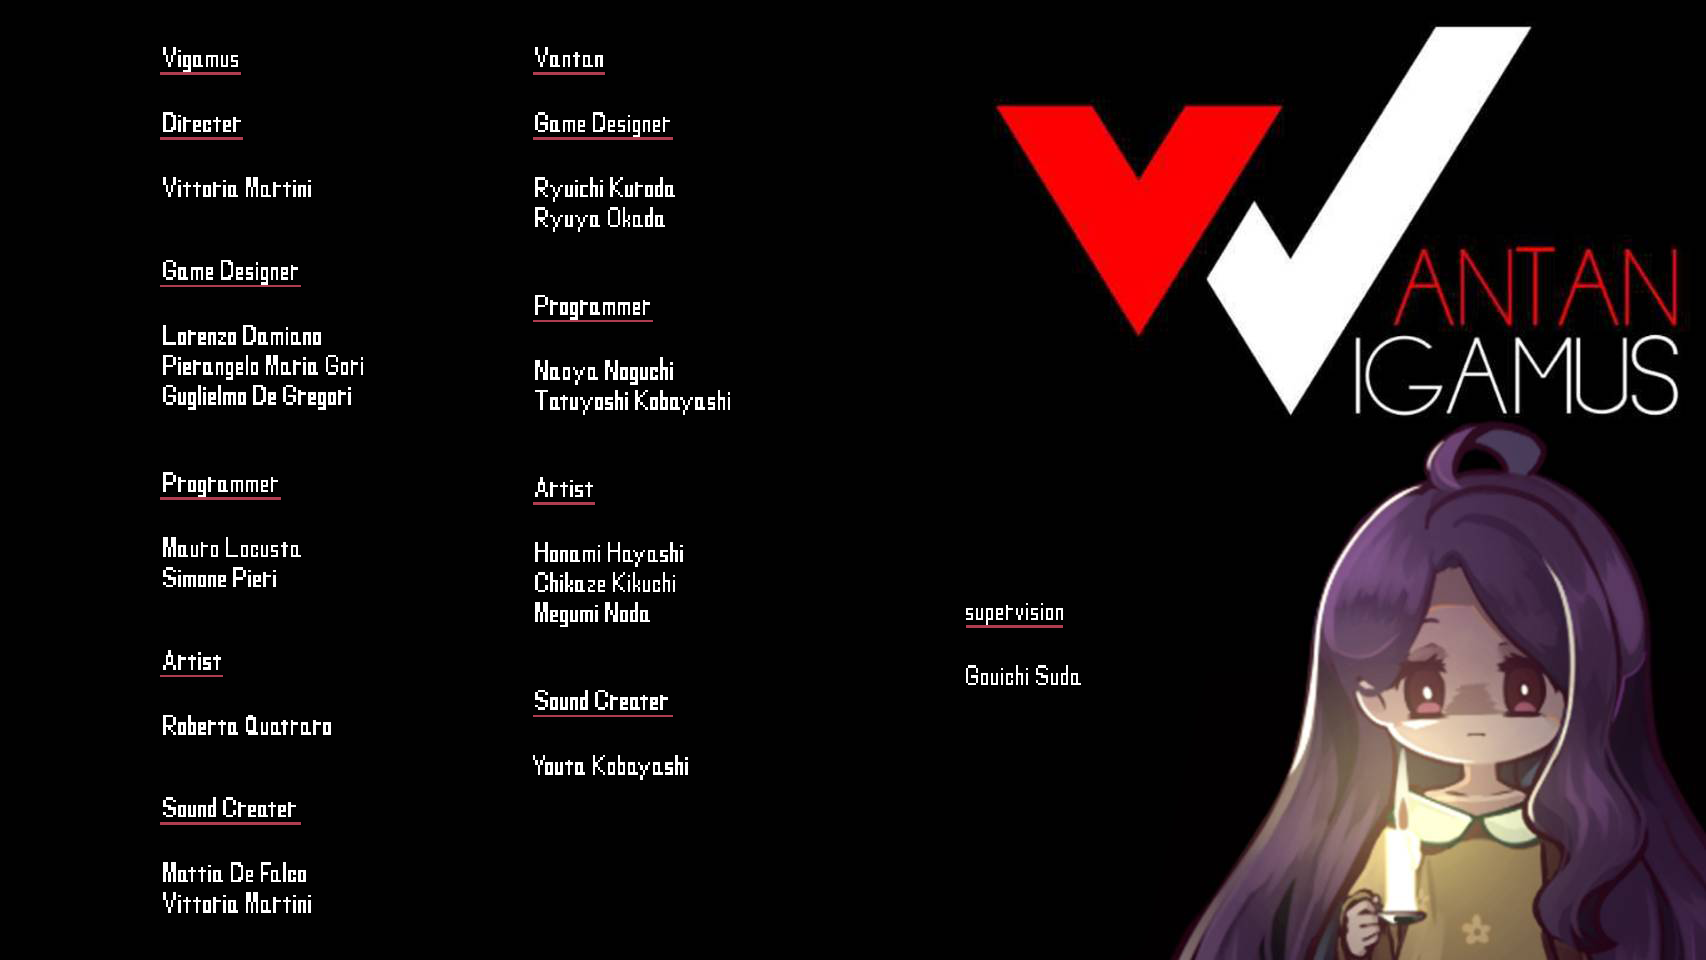 Vigamus
Directer
Vittoria Martini
Game Designer
Lorenzo Damiano
Pierangelo Maria Gori
Guglielmo De Gregori
Programmer
Mauro Locusta
Simone Pieri
Artist
Roberta Quatraro
Sound Creater
Mattia De Falco
Vittoria Martini
Vantan
Game Designer
Ryuichi Kuroda
Ryuya Okada
Programmer
Naoya Noguchi
Tatuyoshi Kobayashi
Artist
Honami Hayashi
Chikaze Kikuchi
Megumi Noda
Sound Creater
Youta Kobayashi
VANTAN
VIGAMUS
supervision
Gouichi Suda